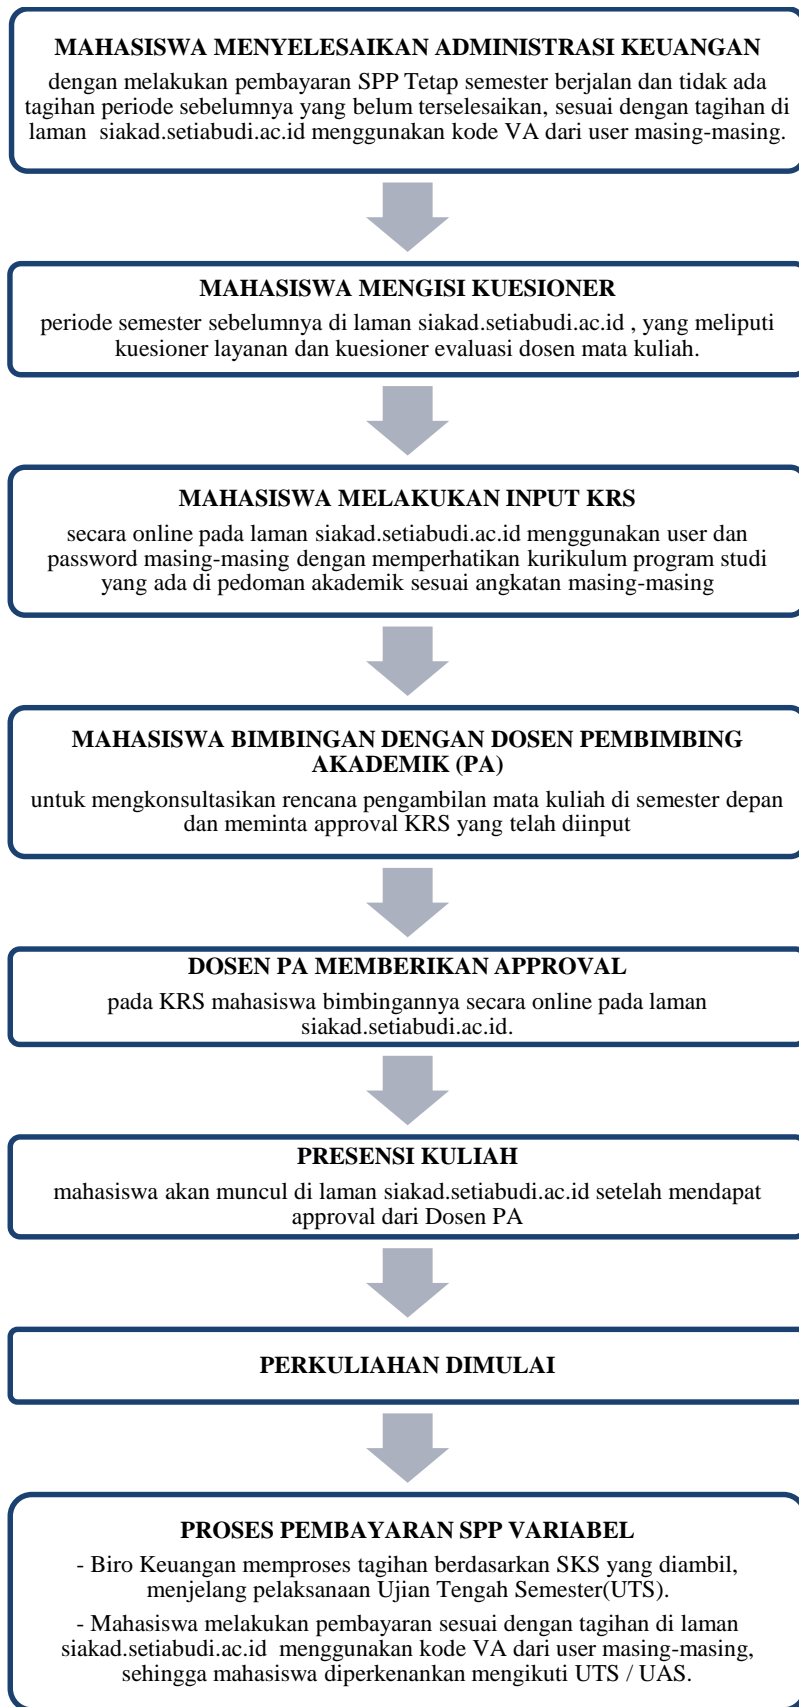 MAHASISWA MENYELESAIKAN ADMINISTRASI KEUANGAN
dengan melakukan pembayaran SPP Tetap semester berjalan dan tidak ada
tagihan periode sebelumnya yang belum terselesaikan, sesuai dengan tagihan di
laman siakad.setiabudi.ac.id menggunakan kode VA dari user masing-masing.
MAHASISWA MENGISI KUESIONER
periode semester sebelumnya di laman siakad.setiabudi.ac.id , yang meliputi
kuesioner layanan dan kuesioner evaluasi dosen mata kuliah.
MAHASISWA MELAKUKAN INPUT KRS
secara online pada laman siakad.setiabudi.ac.id menggunakan user dan
password masing-masing dengan memperhatikan kurikulum program studi
yang ada di pedoman akademik sesuai angkatan masing-masing
MAHASISWA BIMBINGAN DENGAN DOSEN PEMBIMBING
AKADEMIK (PA)
untuk mengkonsultasikan rencana pengambilan mata kuliah di semester depan
dan meminta approval KRS yang telah diinput
DOSEN PA MEMBERIKAN APPROVAL
pada KRS mahasiswa bimbingannya secara online pada laman
siakad.setiabudi.ac.id.
PRESENSI KULIAH
mahasiswa akan muncul di laman siakad.setiabudi.ac.id setelah mendapat
approval dari Dosen PA
PERKULIAHAN DIMULAI
PROSES PEMBAYARAN SPP VARIABEL
- Biro Keuangan memproses tagihan berdasarkan SKS yang diambil,
menjelang pelaksanaan Ujian Tengah Semester(UTS).
- Mahasiswa melakukan pembayaran sesuai dengan tagihan di laman
siakad.setiabudi.ac.id menggunakan kode VA dari user masing-masing,
sehingga mahasiswa diperkenankan mengikuti UTS / UAS.